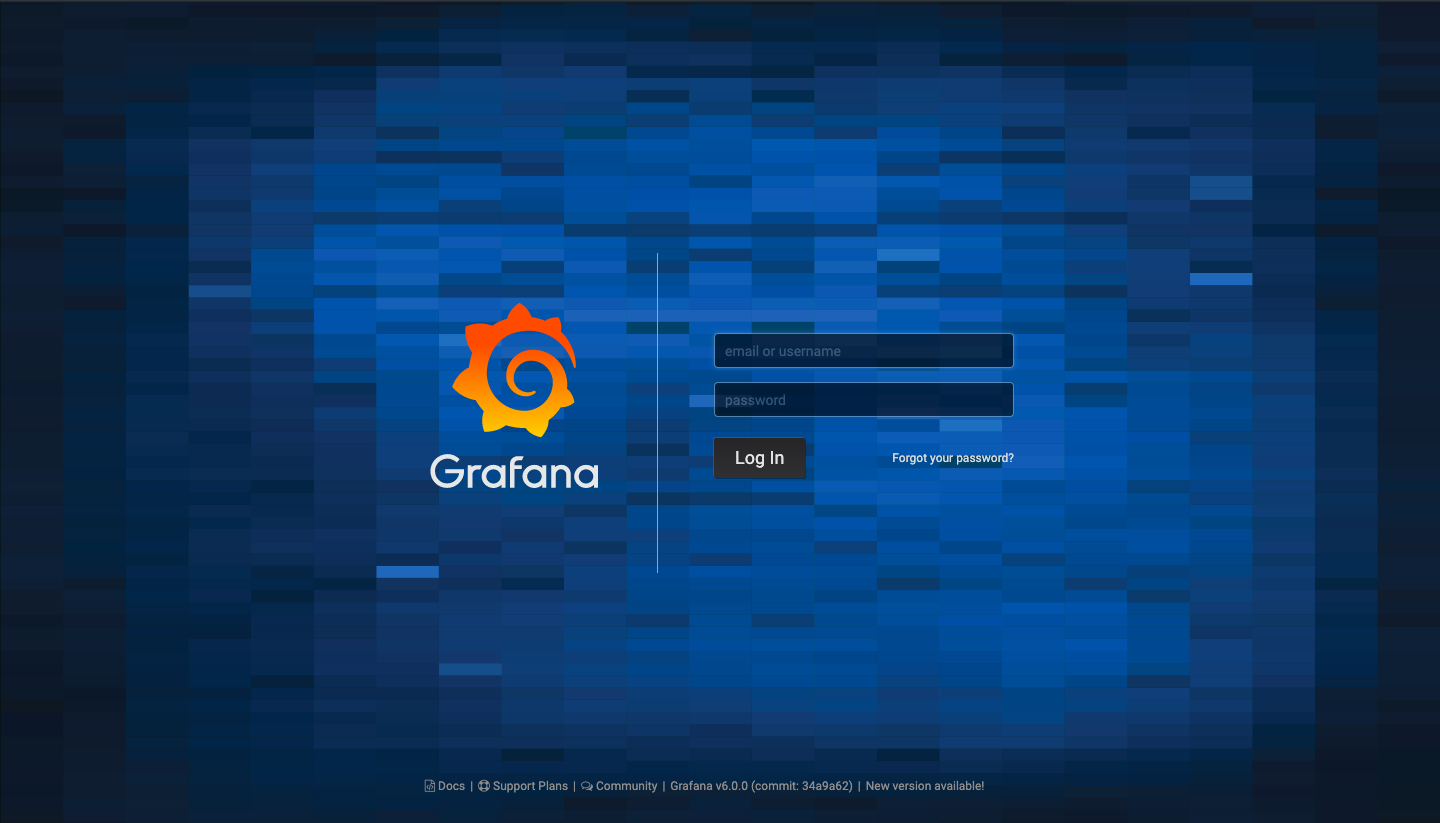 Grafana
email or username
password
Log In
Forgot your password?
Docs | Support Plans | Community | Grafana v6.0.0 (commit: 34a9a62) | New version available!